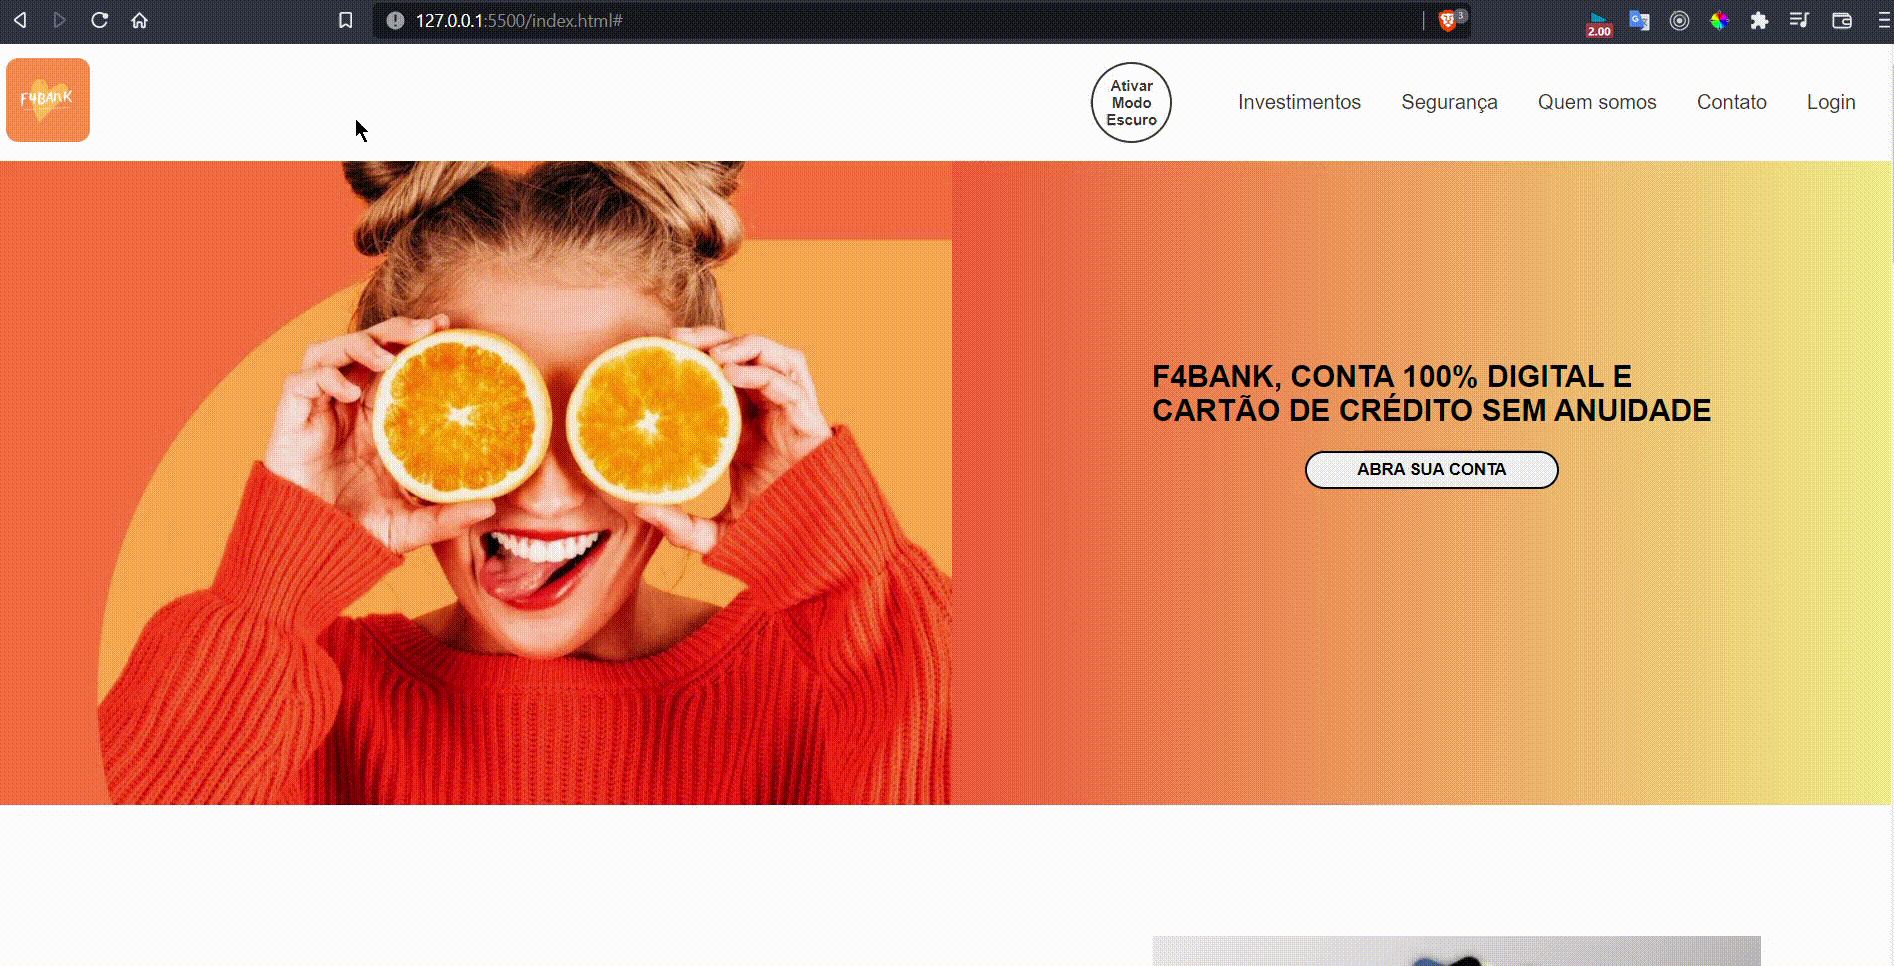 127.0.0.1:5500/index.html#
3
2.00
F4BANK
Ativar
Modo
Escuro
Investimentos
Segurança
Quem somos
Contato
Login
F4BANK, CONTA 100% DIGITAL E
CARTÃO DE CRÉDITO SEM ANUIDADE
ABRA SUA CONTA